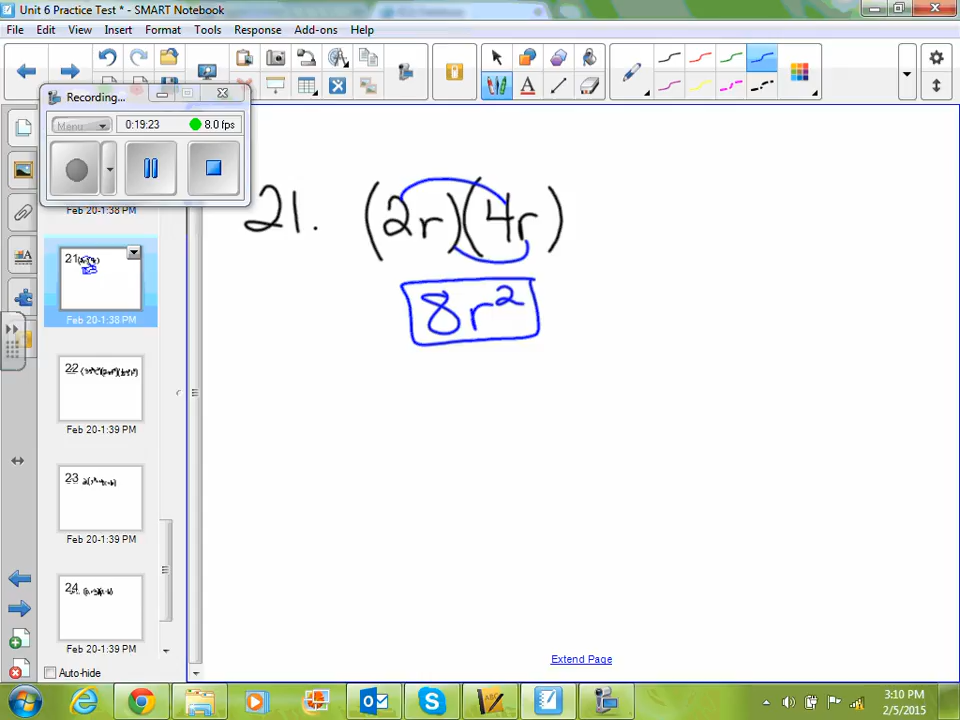 Unit 6 Practice Test * - SMART Notebook
File Edit View Insert Format Tools Add-ons Response Help
Recording...
Menu 0:19:23 8.0 fps
Feb 20-1:38 PM
21. (2r)(4r)
8r²
21
Feb 20-1:38 PM
22
Feb 20-1:39 PM
23
Feb 20-1:39 PM
24.
Feb 20-1:39 PM
Auto-hide
Extend Page
3:10 PM
2/5/2015